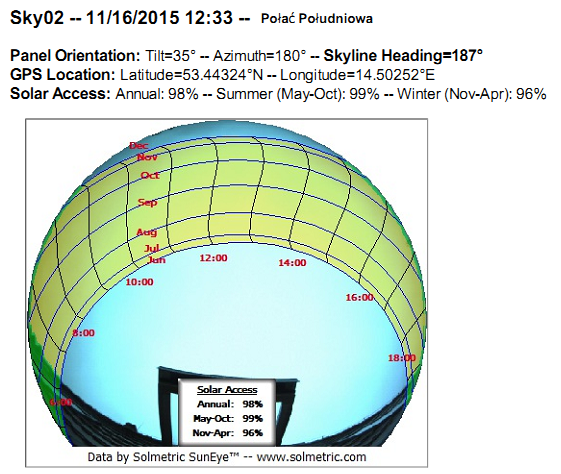 Sky02 -- 11/16/2015 12:33 -- Połać Południowa
Panel Orientation: Tilt=35° -- Azimuth=180° -- Skyline Heading=187°
GPS Location: Latitude=53.44324°N -- Longitude=14.50252°E
Solar Access: Annual: 98% -- Summer (May-Oct): 99% -- Winter (Nov-Apr): 96%
Dec
Nov
Oct
Sep
Aug
Jul
Jun
12:00
14:00
10:00
16:00
8:00
18:00
6:00
Solar Access
Annual: 98%
May-Oct: 99%
Nov-Apr: 96%
Data by Solmetric SunEye™ -- www.solmetric.com